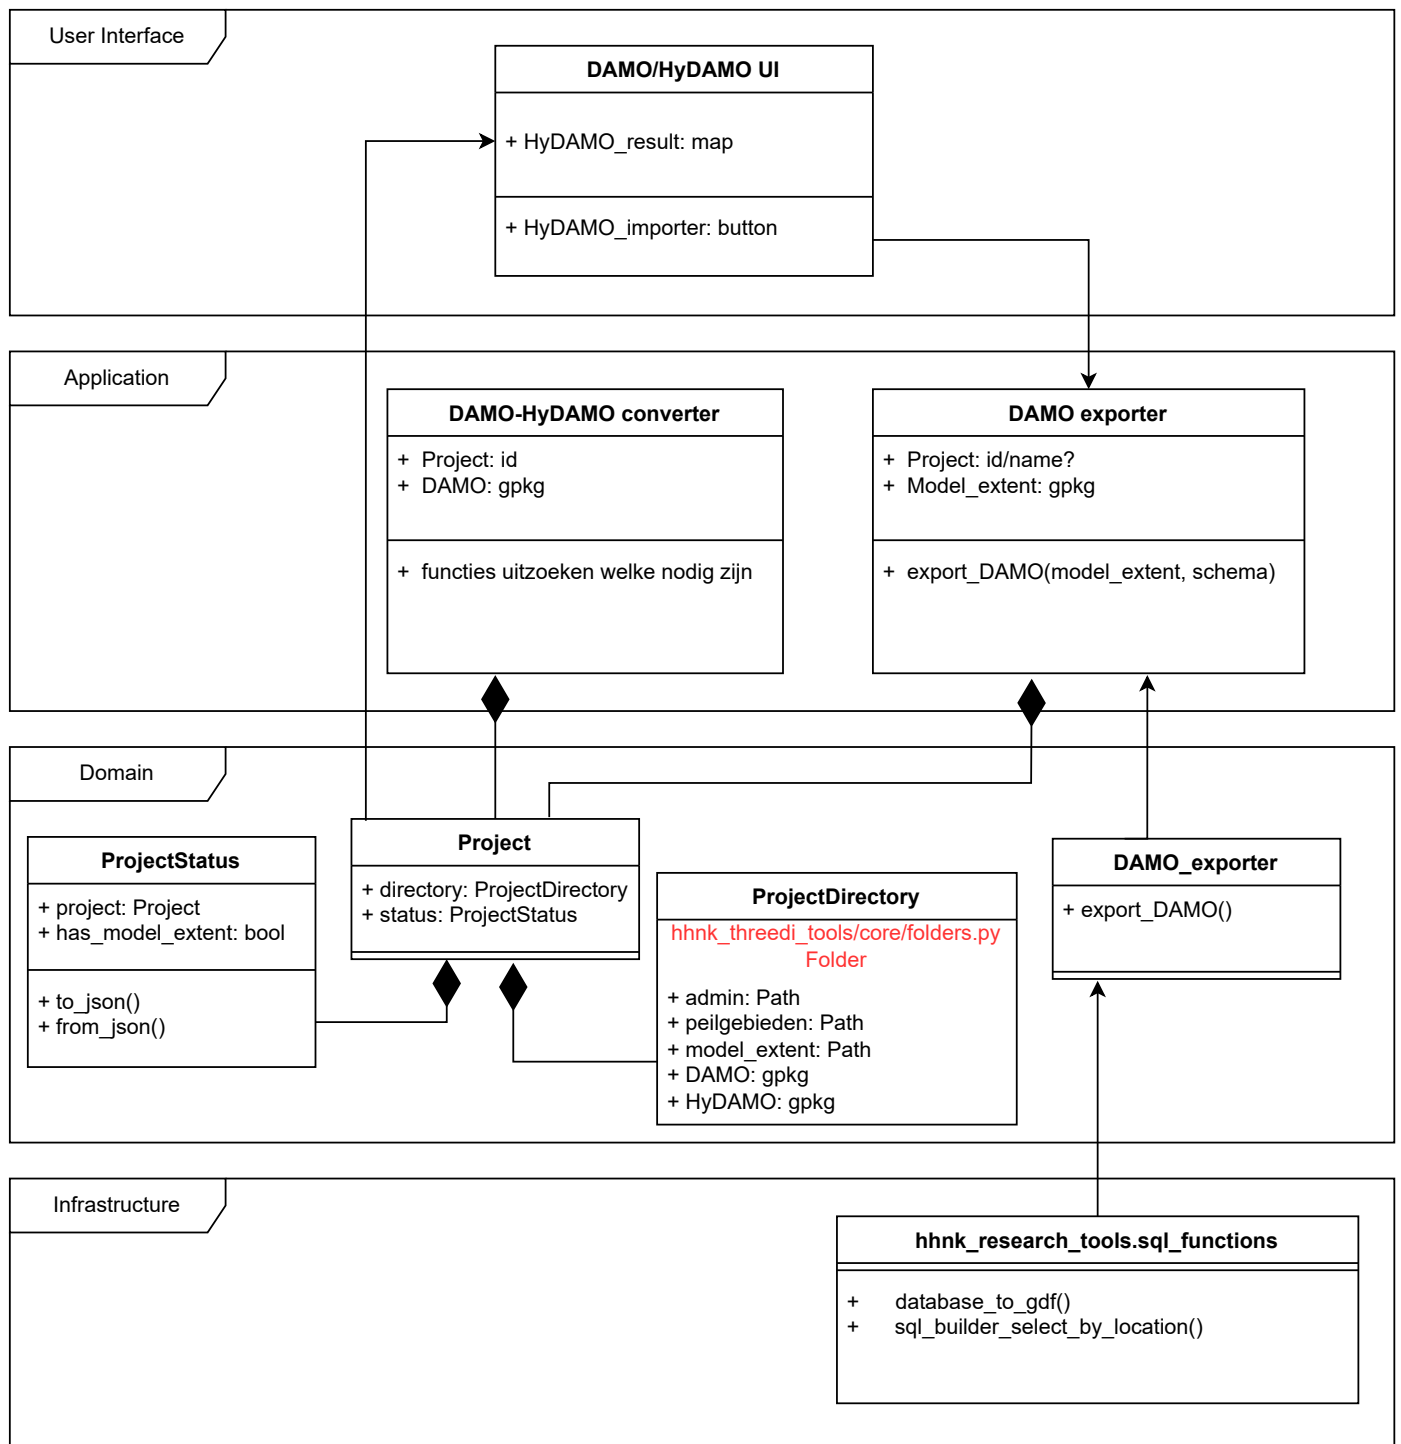 User Interface
DAMO/HyDAMO UI
+ HyDAMO_result: map
+ HyDAMO_importer: button
Application
DAMO-HyDAMO converter
+ Project: id
+ DAMO: gpkg
+ functies uitzoeken welke nodig zijn
DAMO exporter
+ Project: id/name?
+ Model_extent: gpkg
+ export_DAMO(model_extent, schema)
Domain
ProjectStatus
+ project: Project
+ has_model_extent: bool
+ to_json()
+ from_json()
Project
+ directory: ProjectDirectory
+ status: ProjectStatus
ProjectDirectory
hhnk_threedi_tools/core/folders.py
Folder
+ admin: Path
+ peilgebieden: Path
+ model_extent: Path
+ DAMO: gpkg
+ HyDAMO: gpkg
DAMO_exporter
+ export_DAMO()
Infrastructure
hhnk_research_tools.sql_functions
+ database_to_gdf()
+ sql_builder_select_by_location()